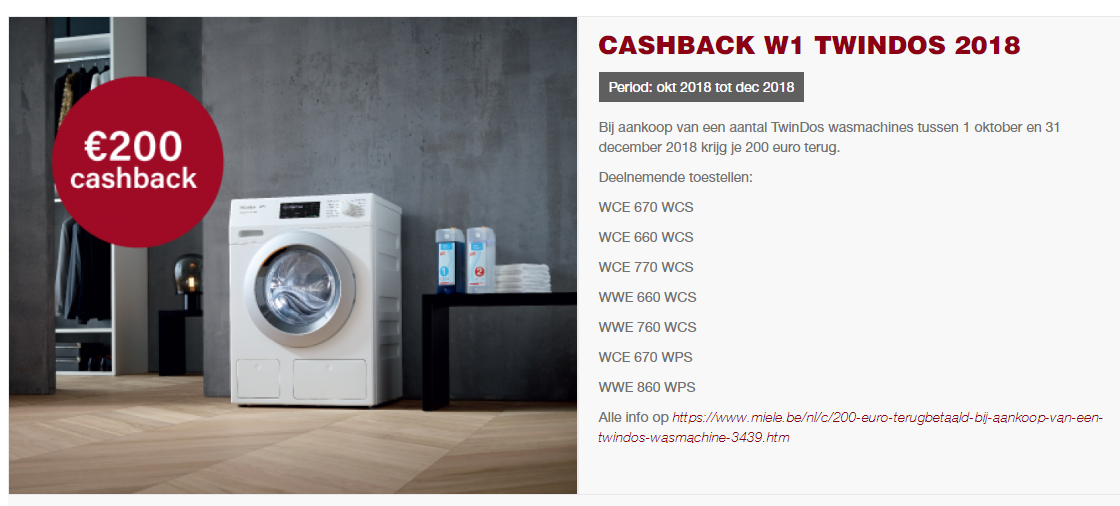 €200
cashback
1
2
CASHBACK W1 TWINDOS 2018
Period: okt 2018 tot dec 2018
Bij aankoop van een aantal TwinDos wasmachines tussen 1 oktober en 31
december 2018 krijg je 200 euro terug.
Deelnemende toestellen:
WCE 670 WCS
WCE 660 WCS
WCE 770 WCS
WWE 660 WCS
WWE 760 WCS
WCE 670 WPS
WWE 860 WPS
Alle info op https://www.miele.be/nl/c/200-euro-terugbetaald-bij-aankoop-van-een-
twindos-wasmachine-3439.htm